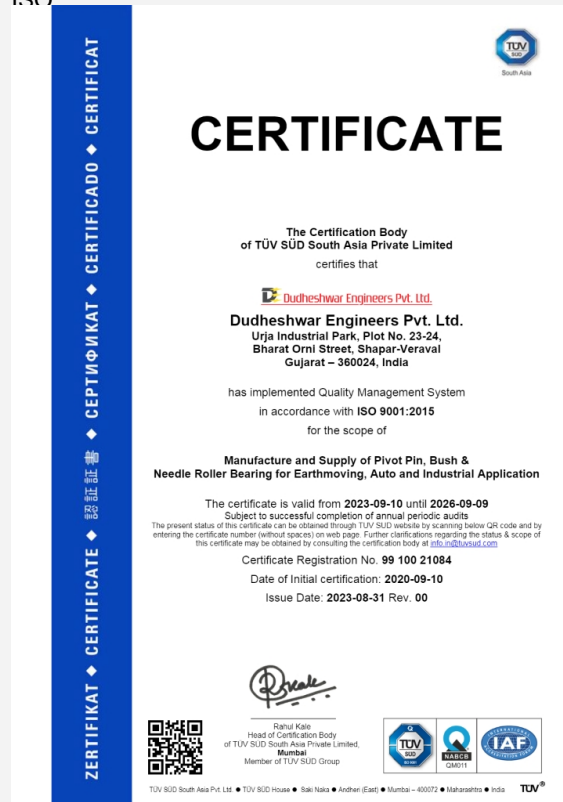 ISO
TÜV
SÜD
South Asia
ZERTIFIKAT ◆ CERTIFICATE ◆ 認証証書 ◆ СЕРТИФИКАТ ◆ CERTIFICADO ◆ CERTIFICAT
CERTIFICATE
The Certification Body
of TÜV SÜD South Asia Private Limited
certifies that
Dudheshwar Engineers Pvt. Ltd.
Dudheshwar Engineers Pvt. Ltd.
Urja Industrial Park, Plot No. 23-24,
Bharat Orni Street, Shapar-Veraval
Gujarat – 360024, India
has implemented Quality Management System
in accordance with ISO 9001:2015
for the scope of
Manufacture and Supply of Pivot Pin, Bush &
Needle Roller Bearing for Earthmoving, Auto and Industrial Application
The certificate is valid from 2023-09-10 until 2026-09-09
Subject to successful completion of annual periodic audits
The present status of this certificate can be obtained through TUV SUD website by scanning below QR code and by
entering the certificate number (without spaces) on web page. Further clarifications regarding the status & scope of
this certificate may be obtained by consulting the certification body at info.in@tuvsud.com
Certificate Registration No. 99 100 21084
Date of Initial certification: 2020-09-10
Issue Date: 2023-08-31 Rev. 00
Rahul Kale
Head of Certification Body
of TÜV SÜD South Asia Private Limited,
Mumbai
Member of TÜV SÜD Group
TÜV
SÜD
NABCB
QM011
IAF
TÜV SÜD South Asia Pvt. Ltd. ● TÜV SÜD House ● Saki Naka ● Andheri (East) ● Mumbai – 400072 ● Maharashtra ● India TÜV®